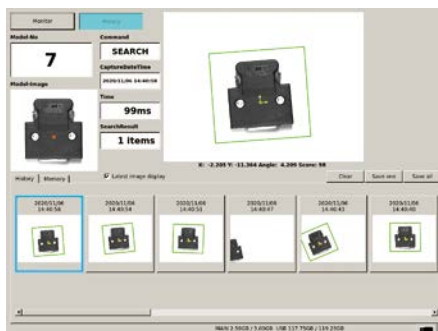 Monitor
History
Model-No
7
Command
SEARCH
CaptureDateTime
2020/11/06 14:40:56
Model-Image
Time
99ms
SearchResult
1 items
X: -2.205 Y: -11.364 Angle: 4.209 Score: 98
History
Memory
Latest image display
Clear
Save one
Save all
2020/11/06
14:40:56
2020/11/06
14:40:54
2020/11/06
14:40:51
2020/11/06
14:40:47
2020/11/06
14:40:43
2020/11/06
14:40:40